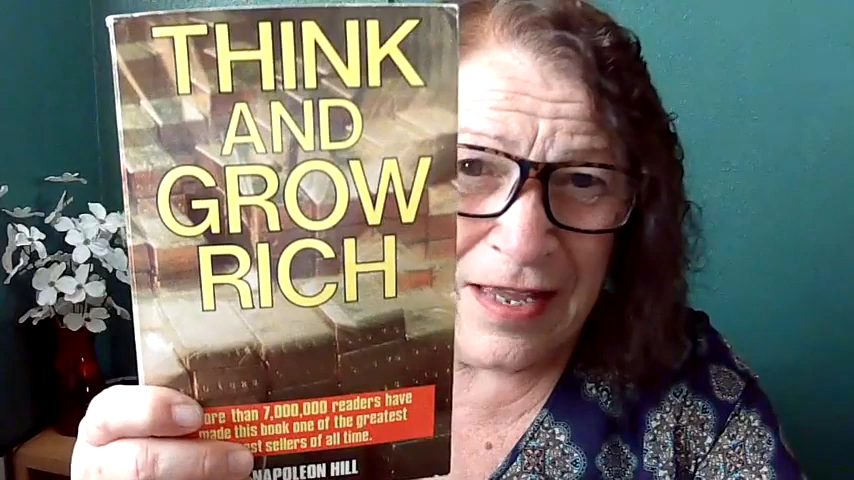 THINK
AND
GROW
RICH
ore than 7,000,000 readers have
made this book one of the greatest
st sellers of all time.
NAPOLEON HILL